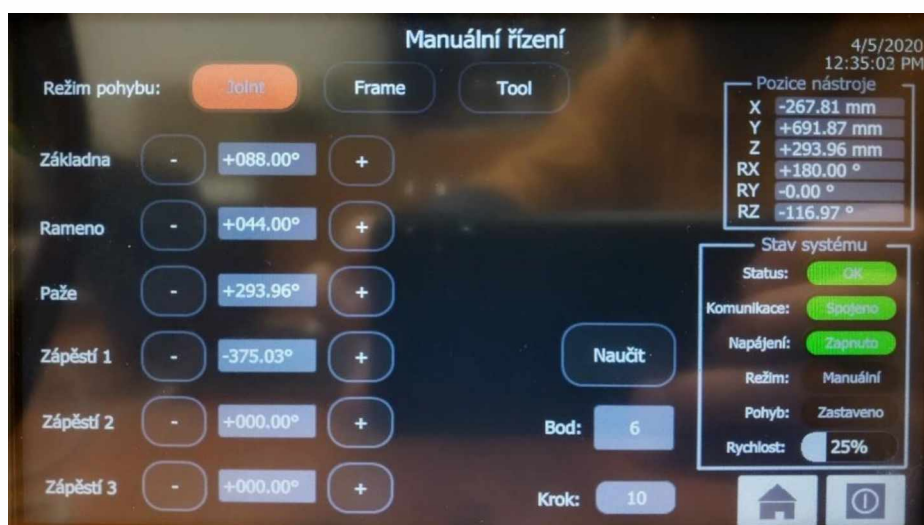 Manuální řízení
4/5/2020
12:35:03 PM
Režim pohybu: Joint Frame Tool
Základna - +088.00° +
Rameno - +044.00° +
Paže - +293.96° +
Zápěstí 1 - -375.03° +
Zápěstí 2 - +000.00° +
Zápěstí 3 - +000.00° +
Naučit
Bod: 6
Krok: 10
Pozice nástroje
X -267.81 mm
Y +691.87 mm
Z +293.96 mm
RX +180.00 °
RY -0.00 °
RZ -116.97 °
Stav systému
Status: OK
Komunikace: Spojeno
Napájení: Zapnuto
Režim: Manuální
Pohyb: Zastaveno
Rychlost: 25%